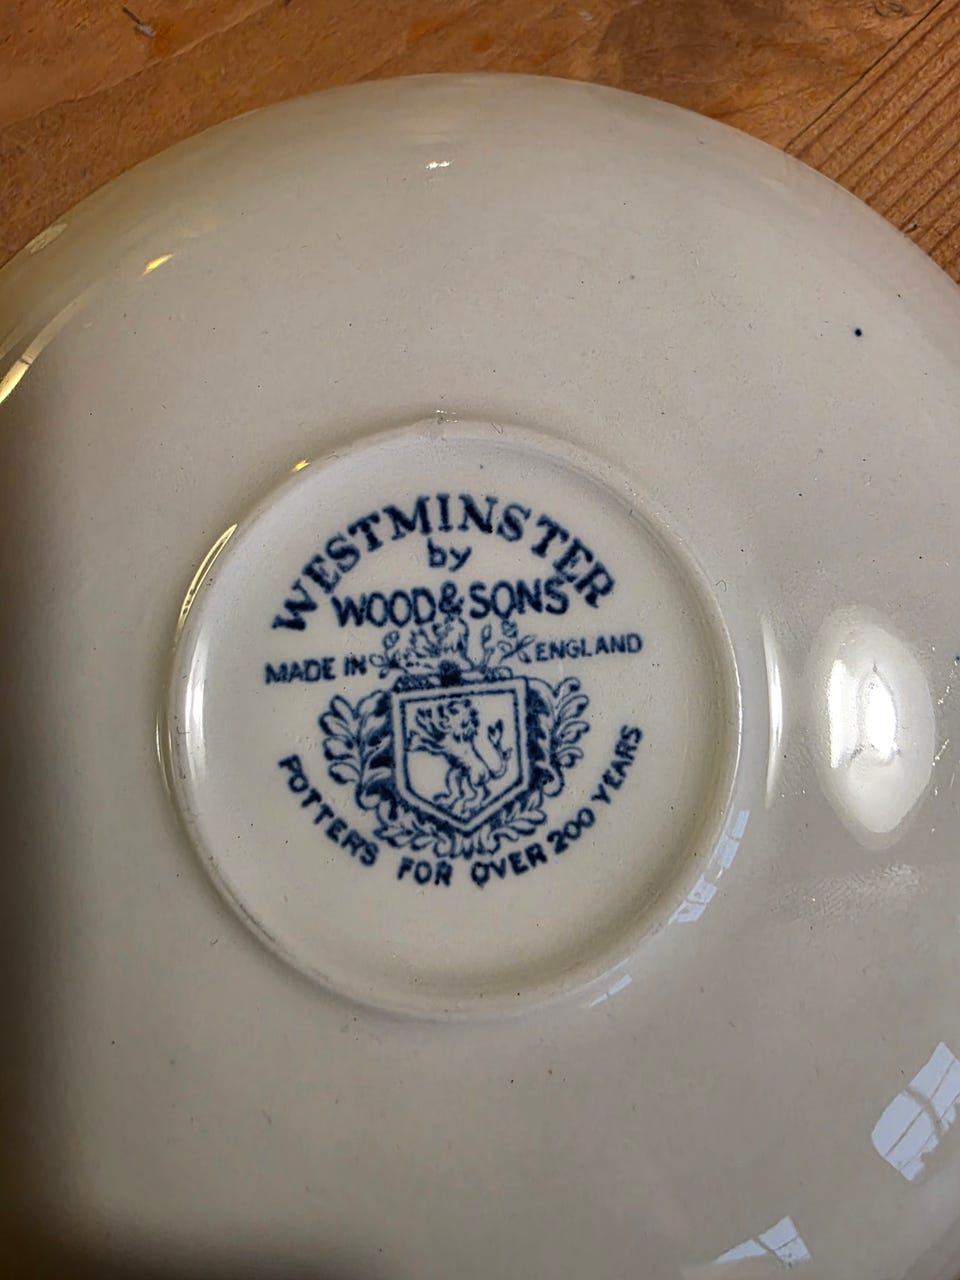 WESTMINSTER
by
WOOD & SONS
MADE IN ENGLAND
POTTERS FOR OVER 200 YEARS